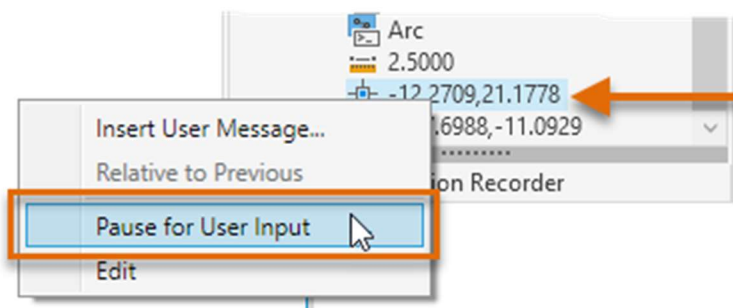 Arc
2.5000
-12.2709,21.1778
.6988,-11.0929
ion Recorder
Insert User Message...
Relative to Previous
Pause for User Input
Edit